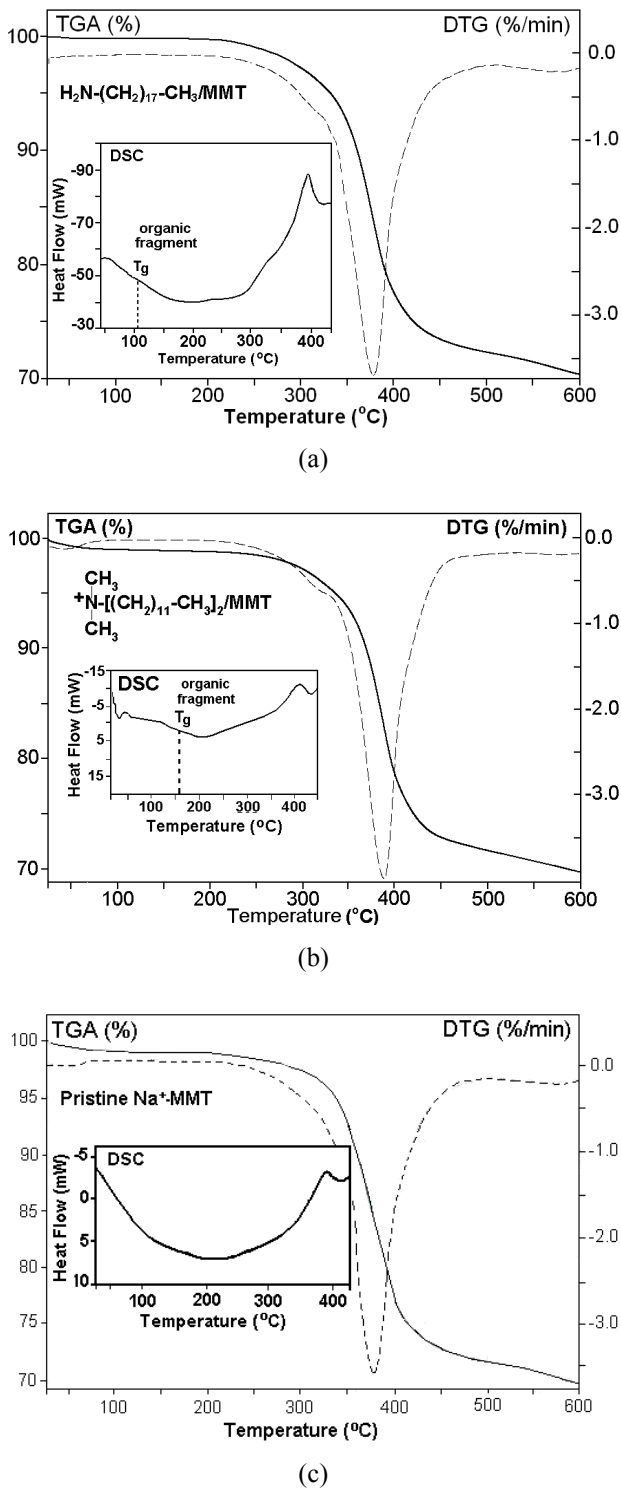 TGA (%) DTG (%/min)
100 0.0
H₂N-(CH₂)₁₇-CH₃/MMT
90 -1.0
DSC
-90
-70
-50
-30
Heat Flow (mW)
organic
fragment
Tg
100 200 300 400
Temperature (°C)
80 -2.0
-3.0
70
100 200 300 400 500 600
Temperature (°C)
(a)
TGA (%) DTG (%/min)
100 0.0
CH₃
⁺N-[(CH₂)₁₁-CH₃]₂/MMT
CH₃
90 -1.0
DSC
-15
-5
5
15
Heat Flow (mW)
organic
fragment
Tg
100 200 300 400
Temperature (°C)
80 -2.0
-3.0
70
100 200 300 400 500 600
Temperature (°C)
(b)
TGA (%) DTG (%/min)
100 0.0
95
Pristine Na⁺-MMT
90 -1.0
DSC
-5
0
5
10
Heat Flow (mW)
100 200 300 400
Temperature (°C)
85
80 -2.0
75 -3.0
70
100 200 300 400 500 600
Temperature (°C)
(c)